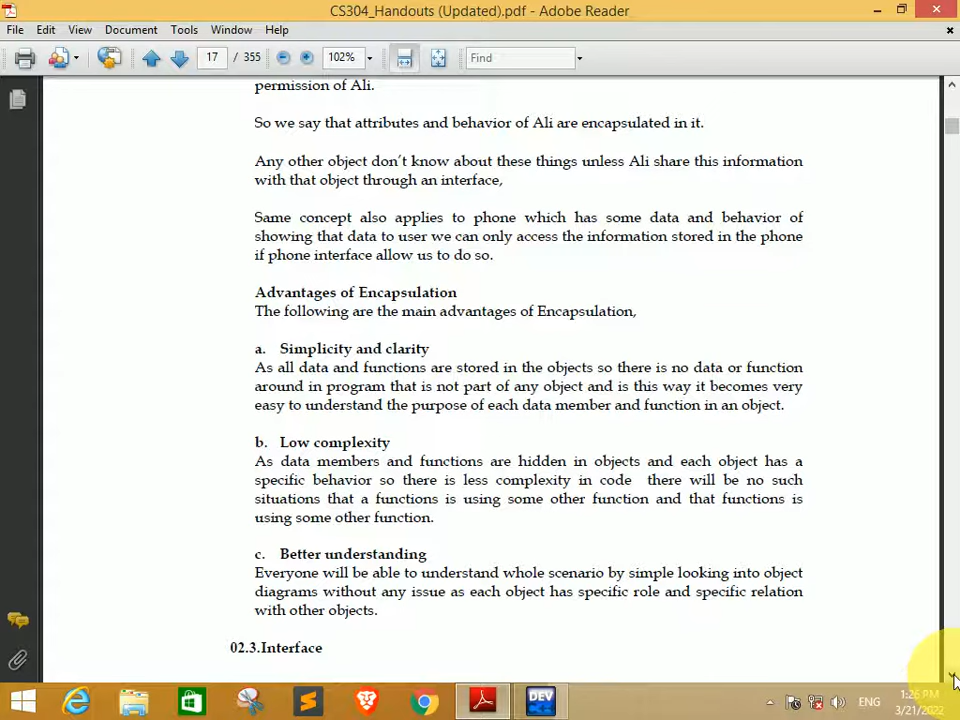 CS304_Handouts (Updated).pdf - Adobe Reader
File Edit View Document Tools Window Help
17 / 355 102% Find
permission of Ali.
So we say that attributes and behavior of Ali are encapsulated in it.
Any other object don't know about these things unless Ali share this information
with that object through an interface,
Same concept also applies to phone which has some data and behavior of
showing that data to user we can only access the information stored in the phone
if phone interface allow us to do so.
Advantages of Encapsulation
The following are the main advantages of Encapsulation,
a. Simplicity and clarity
As all data and functions are stored in the objects so there is no data or function
around in program that is not part of any object and is this way it becomes very
easy to understand the purpose of each data member and function in an object.
b. Low complexity
As data members and functions are hidden in objects and each object has a
specific behavior so there is less complexity in code there will be no such
situations that a functions is using some other function and that functions is
using some other function.
c. Better understanding
Everyone will be able to understand whole scenario by simple looking into object
diagrams without any issue as each object has specific role and specific relation
with other objects.
02.3.Interface
DEV
ENG
1:26 PM
3/21/2022